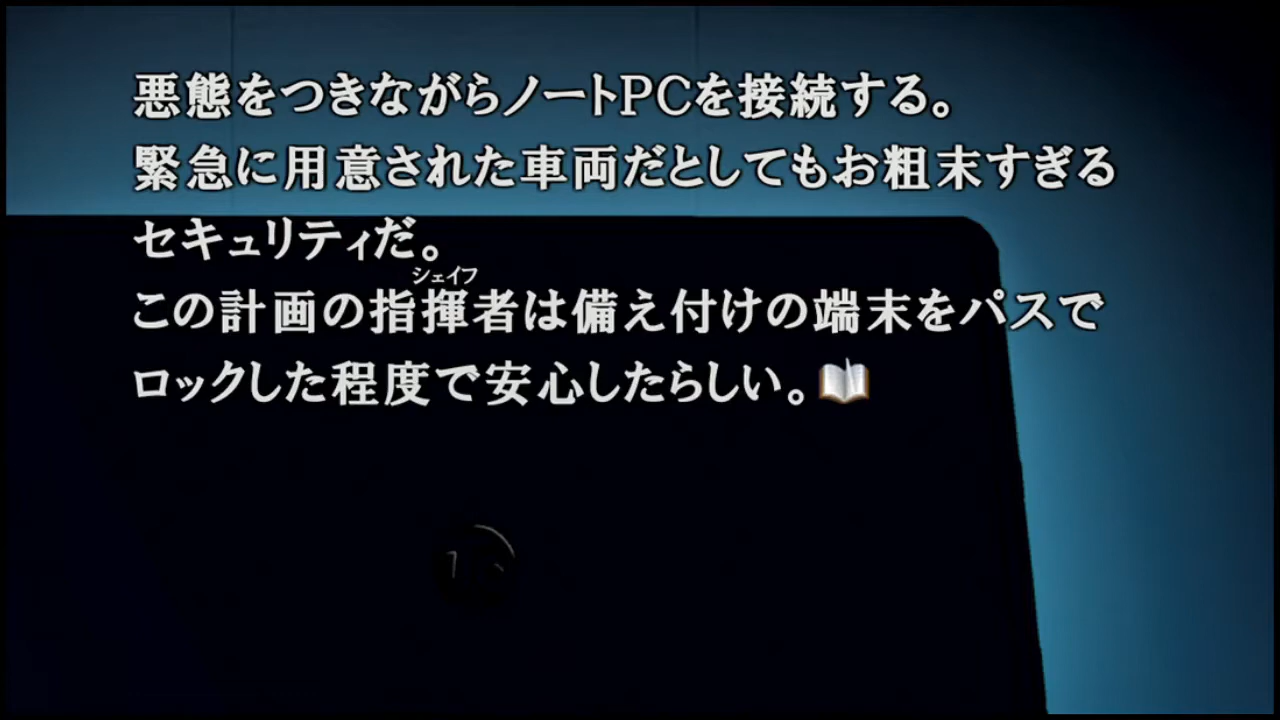 悪態をつきながらノートPCを接続する。
緊急に用意された車両だとしてもお粗末すぎる
セキュリティだ。
シェイフ
この計画の指揮者は備え付けの端末をパスで
ロックした程度で安心したらしい。